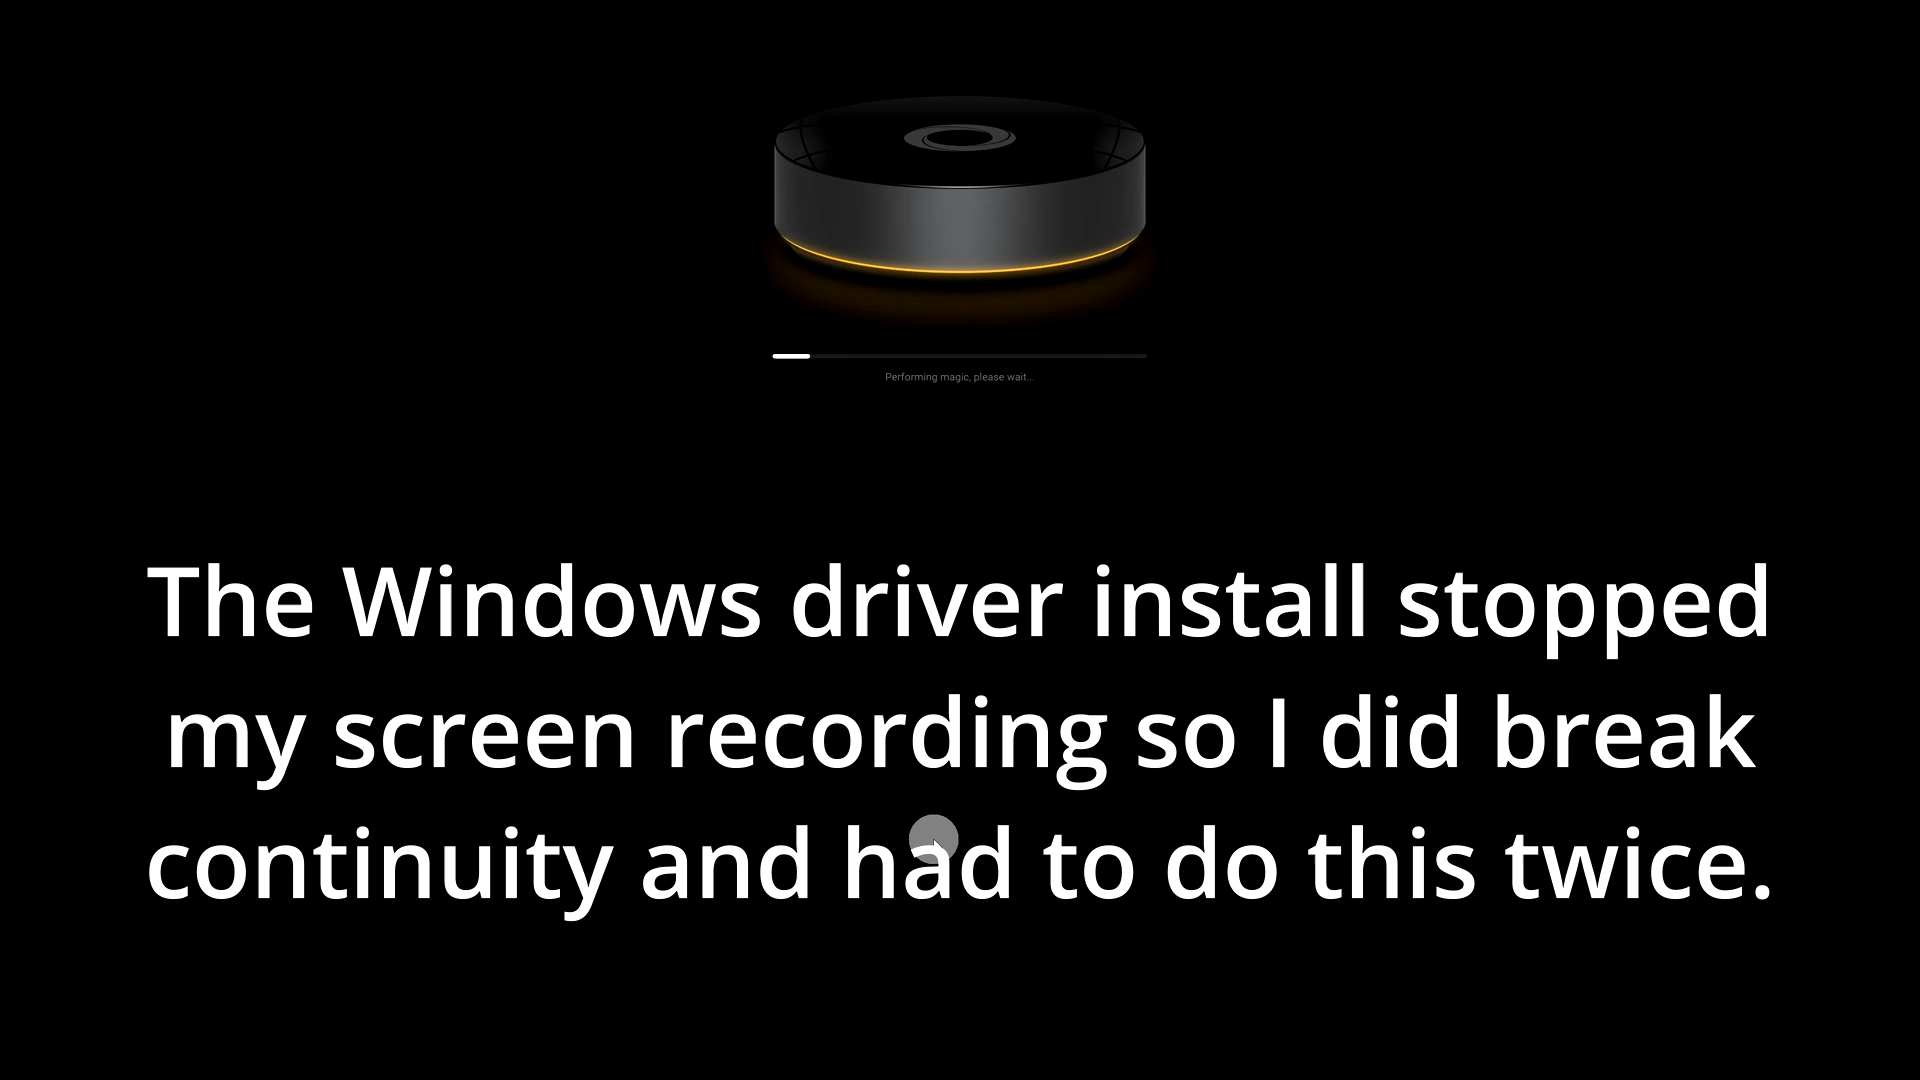 Performing magic, please wait...
The Windows driver install stopped
my screen recording so I did break
continuity and had to do this twice.